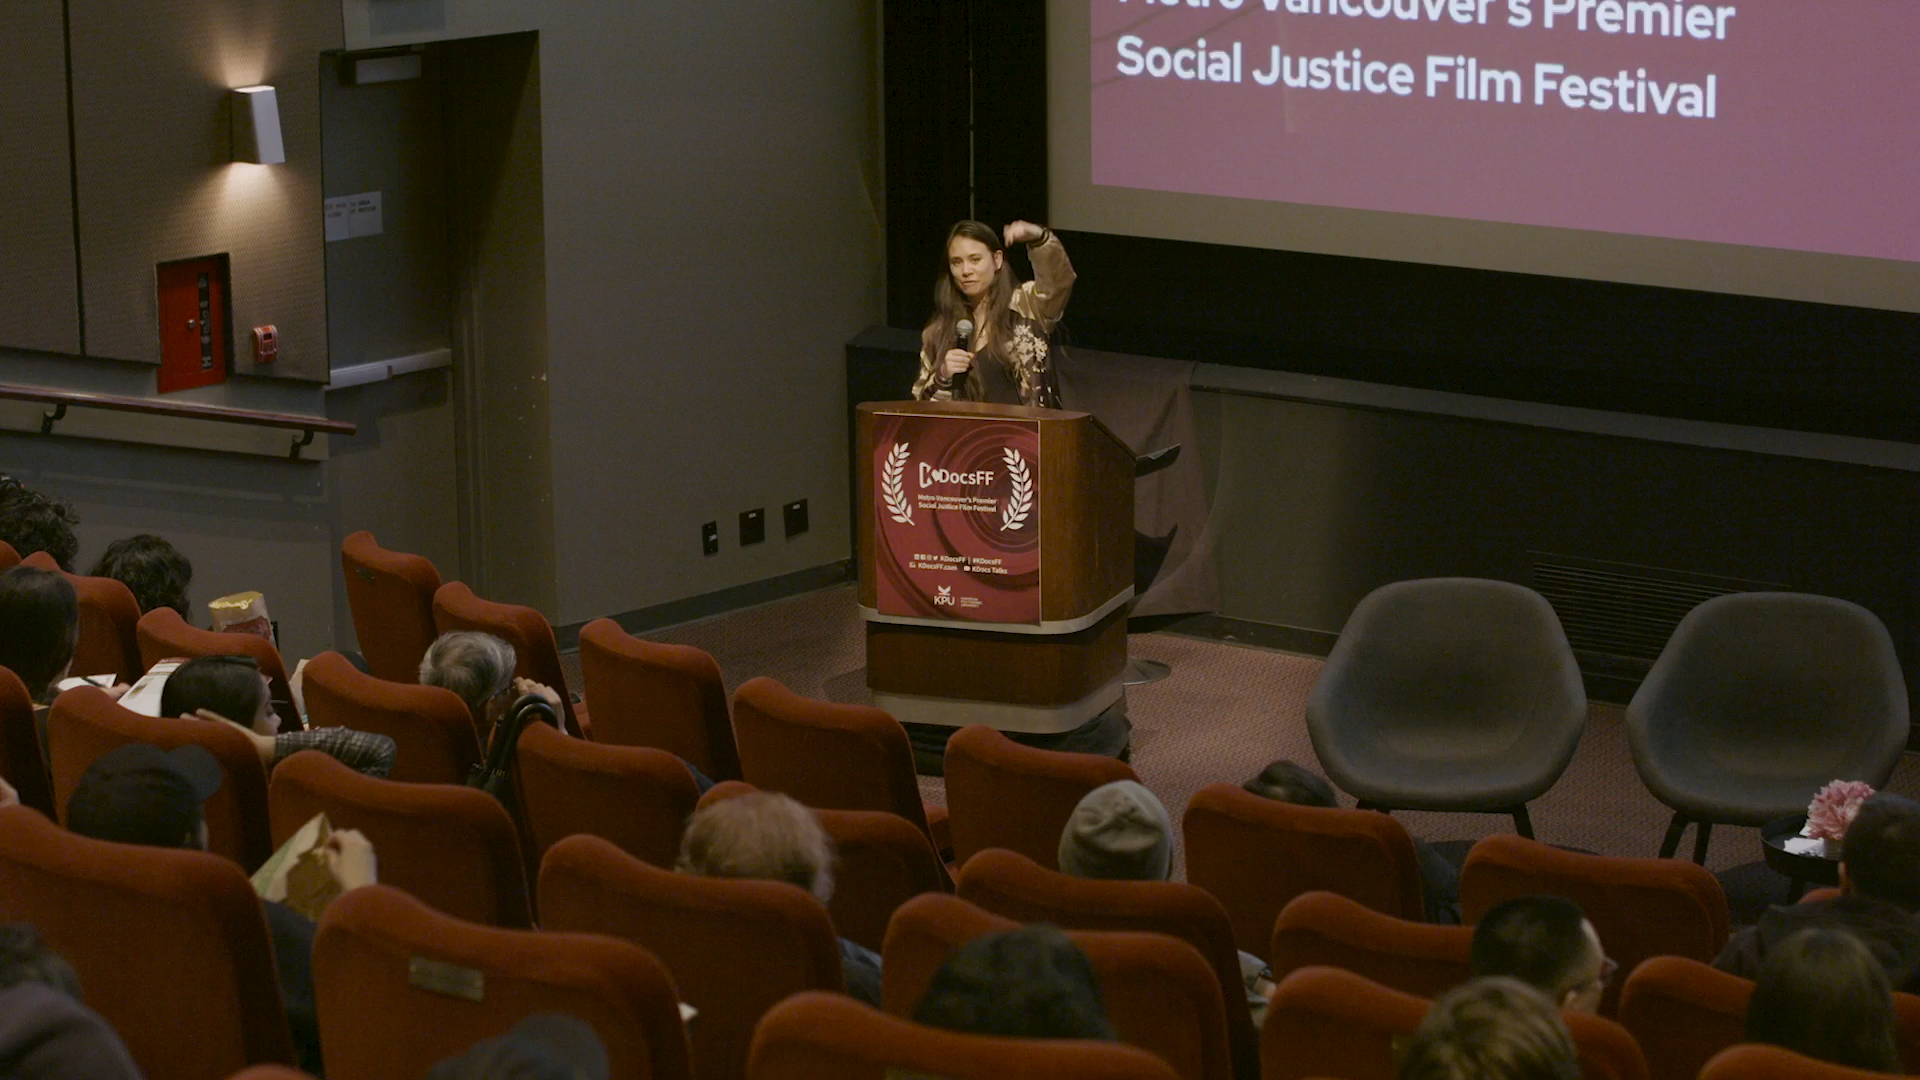 Metro Vancouver's Premier
Social Justice Film Festival
KDocsFF
Metro Vancouver's Premier
Social Justice Film Festival
KDocsFF | #KDocsFF
KDocsFF.com KDocs Talks
KPU